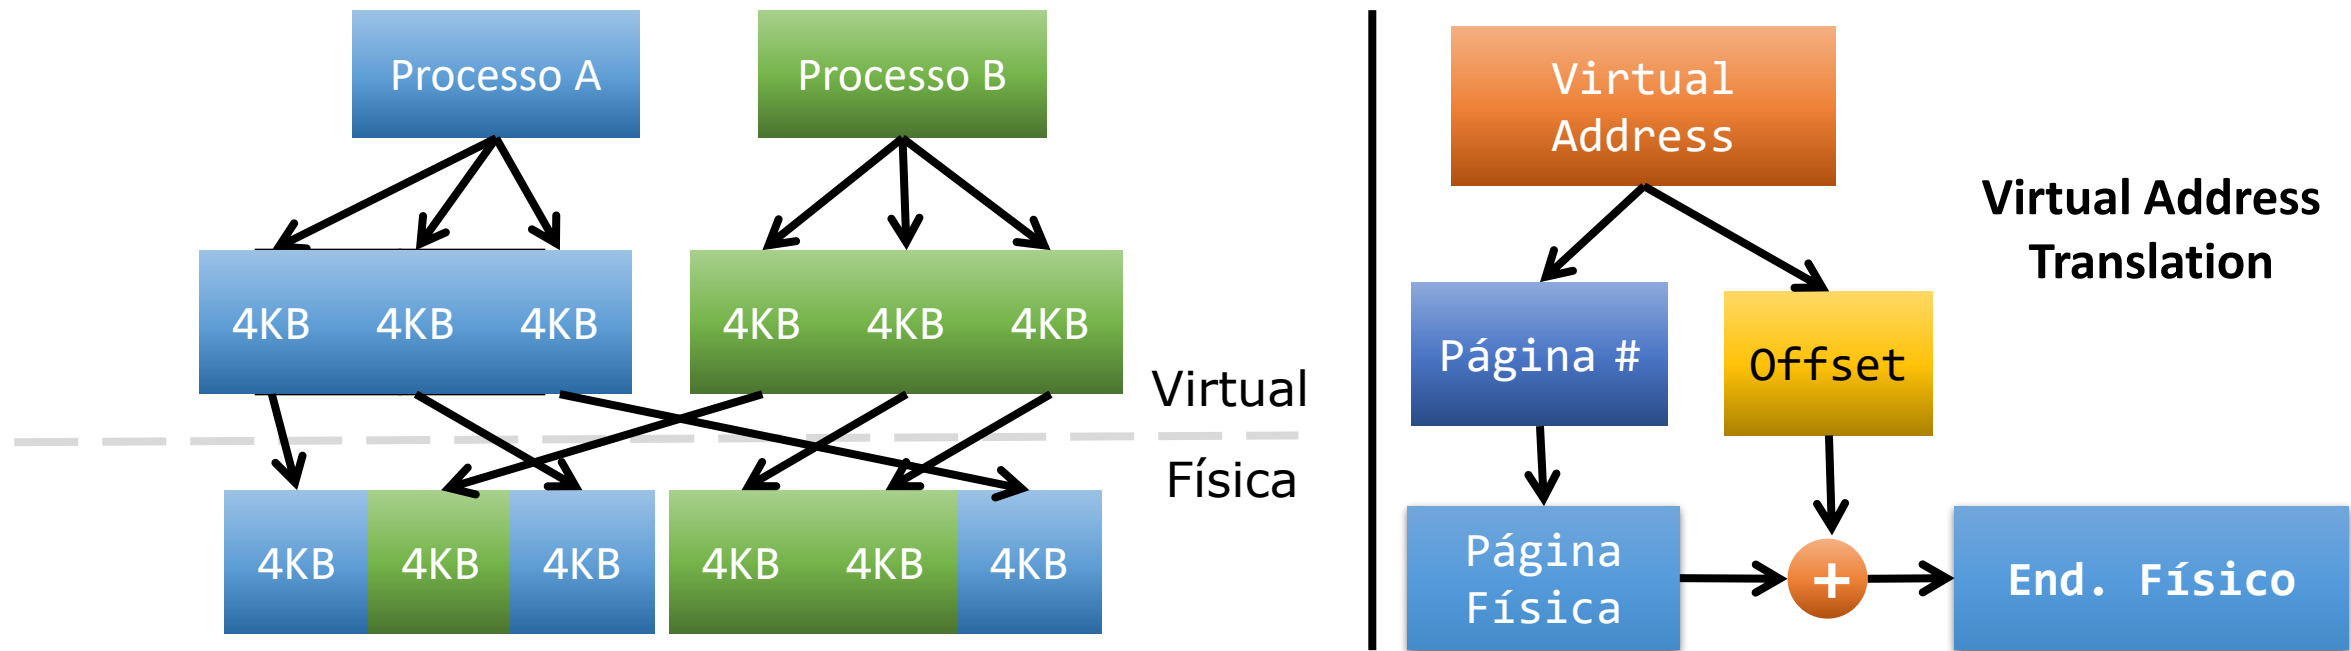 Processo A
Processo B
4KB 4KB 4KB
4KB 4KB 4KB
Virtual
Física
4KB 4KB 4KB
4KB 4KB 4KB
Virtual
Address
Virtual Address
Translation
Página #
Offset
Página
Física
+
End. Físico